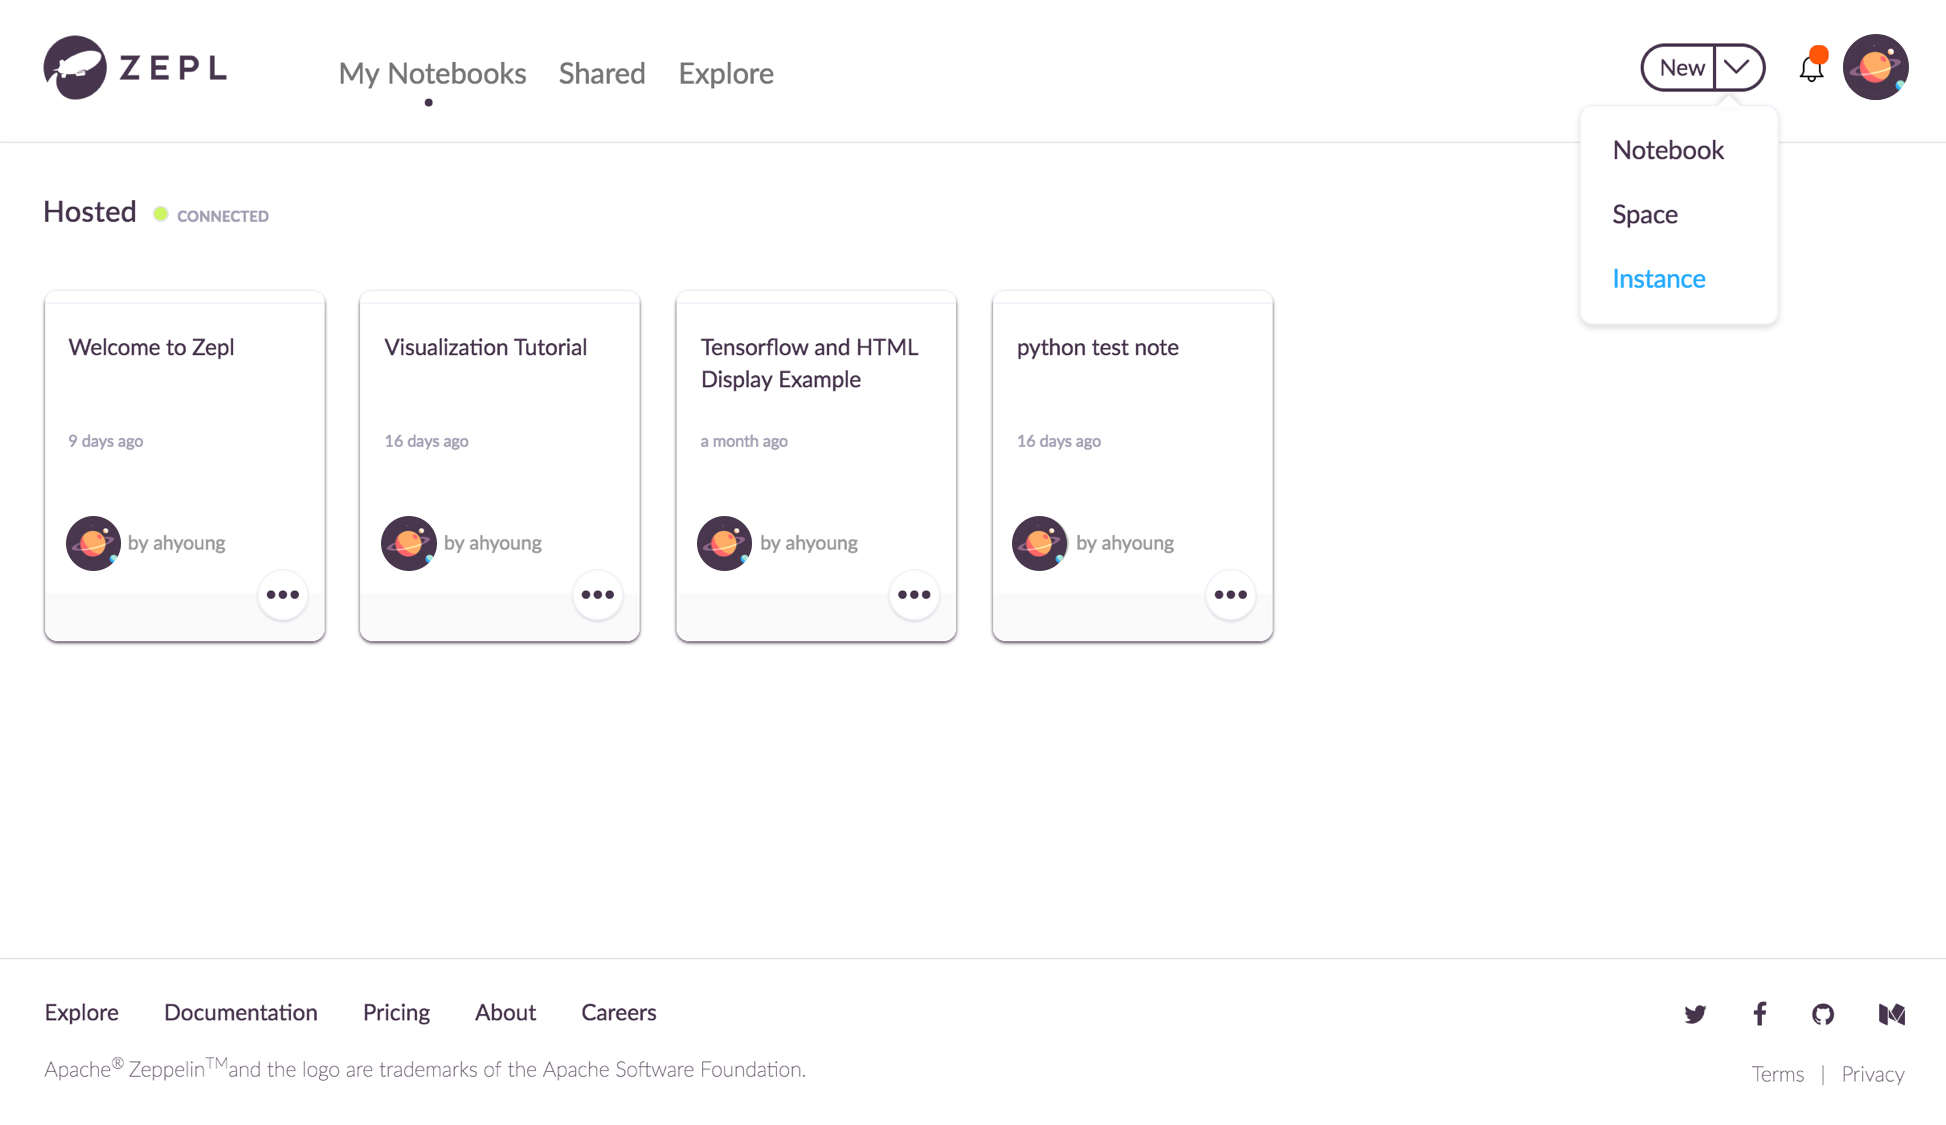 ZEPL
My Notebooks Shared Explore
New
Notebook
Space
Instance
Hosted CONNECTED
Welcome to Zepl
9 days ago
by ahyoung
Visualization Tutorial
16 days ago
by ahyoung
Tensorflow and HTML
Display Example
a month ago
by ahyoung
python test note
16 days ago
by ahyoung
Explore Documentation Pricing About Careers
Apache® Zeppelin™and the logo are trademarks of the Apache Software Foundation.
Terms | Privacy